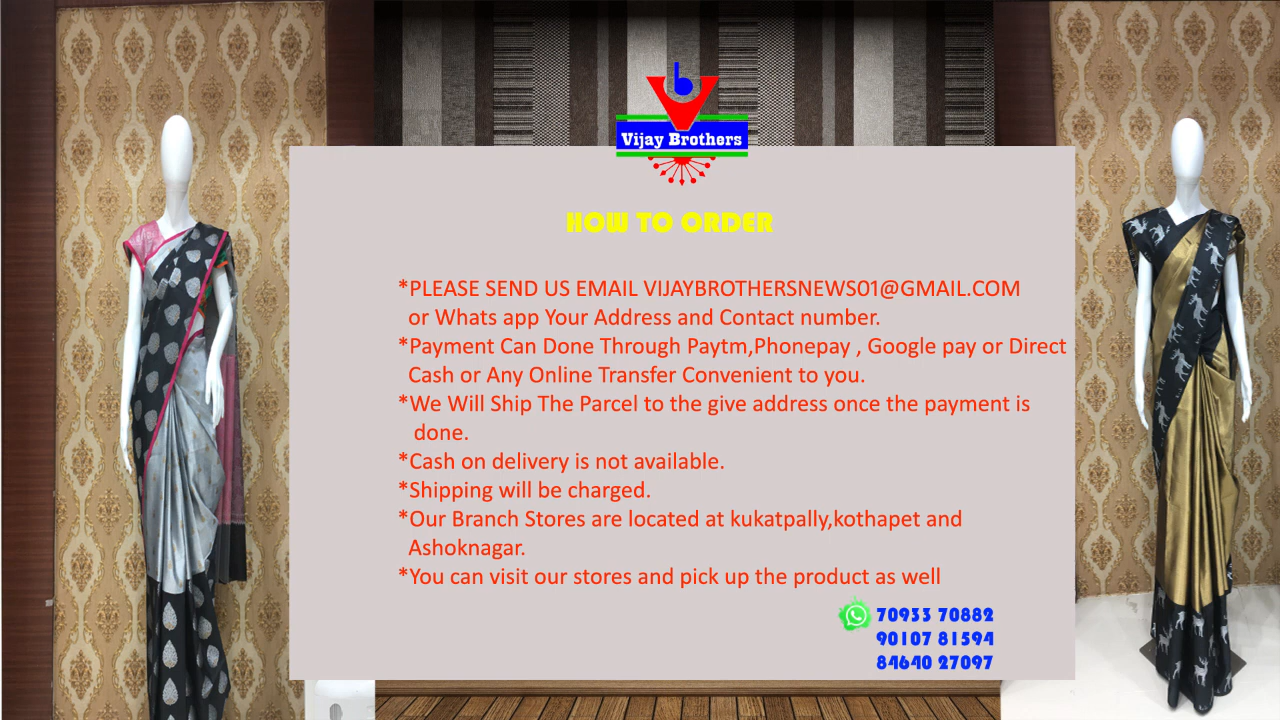 b
Vijay Brothers
HOW TO ORDER
*PLEASE SEND US EMAIL VIJAYBROTHERSNEWS01@GMAIL.COM
or Whats app Your Address and Contact number.
*Payment Can Done Through Paytm,Phonepay , Google pay or Direct
Cash or Any Online Transfer Convenient to you.
*We Will Ship The Parcel to the give address once the payment is
done.
*Cash on delivery is not available.
*Shipping will be charged.
*Our Branch Stores are located at kukatpally,kothapet and
Ashoknagar.
*You can visit our stores and pick up the product as well
70933 70882
90107 81594
84640 27097